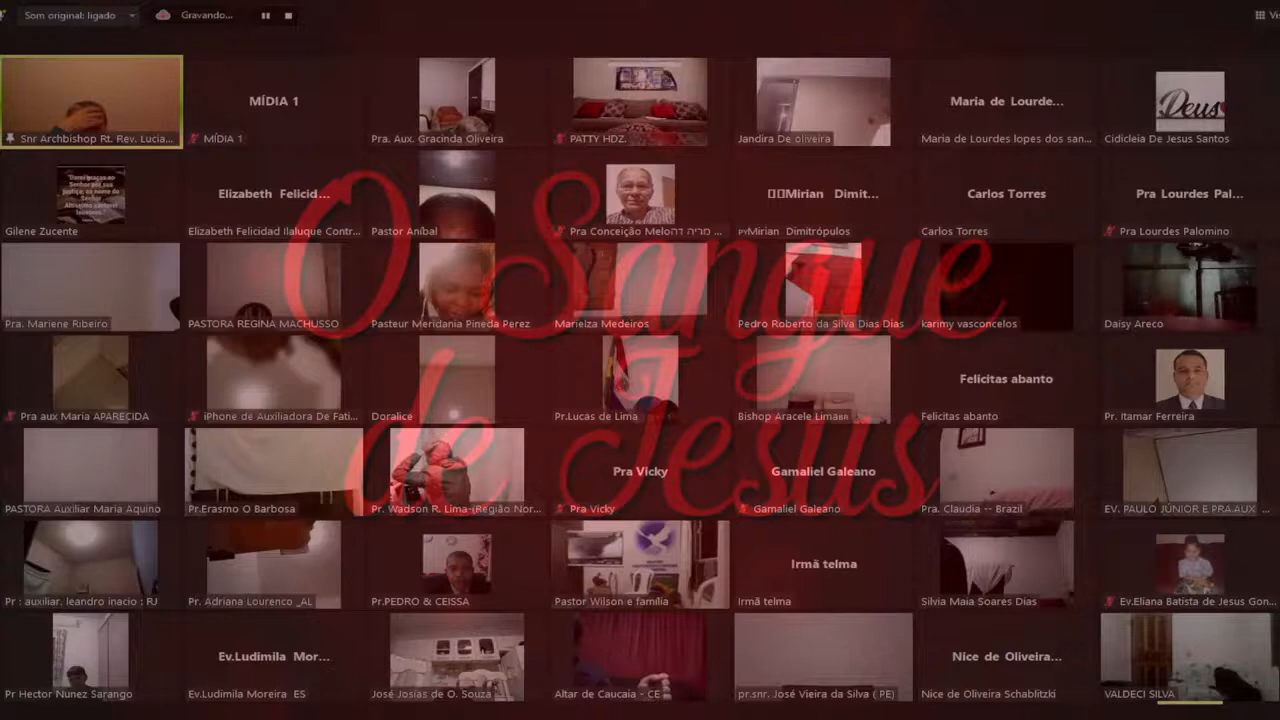 Som original: ligado
Gravando...
Snr Archbishop Rt. Rev. Lucia...
MÍDIA 1
MÍDIA 1
Pra. Aux. Gracinda Oliveira
PATTY HDZ.
Jandira De oliveira
Maria de Lourde...
Maria de Lourdes lopes dos san...
Deus
Cidicleia De Jesus Santos
Gilene Zucente
Elizabeth Felicid...
Elizabeth Felicidad Ilaluque Contr...
Pastor Aníbal
Pra Conceição Melo
Mirian Dimit...
Mirian Dimitrópulos
Carlos Torres
Carlos Torres
Pra Lourdes Pal...
Pra Lourdes Palomino
O Sangue
de Jesus
Pra. Mariene Ribeiro
PASTORA REGINA MACHUSSO
Pasteur Meridania Pineda Perez
Marielza Medeiros
Pedro Roberto da Silva Dias Dias
karimy vasconcelos
Daisy Areco
Pra aux Maria APARECIDA
iPhone de Auxiliadora De Fati...
Doralice
Pr.Lucas de Lima
Bishop Aracele Lima
Felicitas abanto
Felicitas abanto
Pr. Itamar Ferreira
PASTORA Auxiliar Maria Aquino
Pr.Erasmo O Barbosa
Pr. Wadson R. Lima-(Região Nor...
Pra Vicky
Pra Vicky
Gamaliel Galeano
Gamaliel Galeano
Pra. Claudia -- Brazil
EV. PAULO JÚNIOR E PRA.AUX ...
Pr : auxiliar. leandro inacio : RJ
Pr. Adriana Lourenco _AL
Pr.PEDRO & CEISSA
Pastor Wilson e família
Irmã telma
Irmã telma
Silvia Maia Soares Dias
Ev.Eliana Batista de Jesus Gon...
Pr Hector Nunez Sarango
Ev.Ludimila Mor...
Ev.Ludimila Moreira ES
José Josias de O. Souza
Altar de Caucaia - CE
pr.snr. José Vieira da Silva ( PE)
Nice de Oliveira...
Nice de Oliveira Schablitzki
VALDECI SILVA